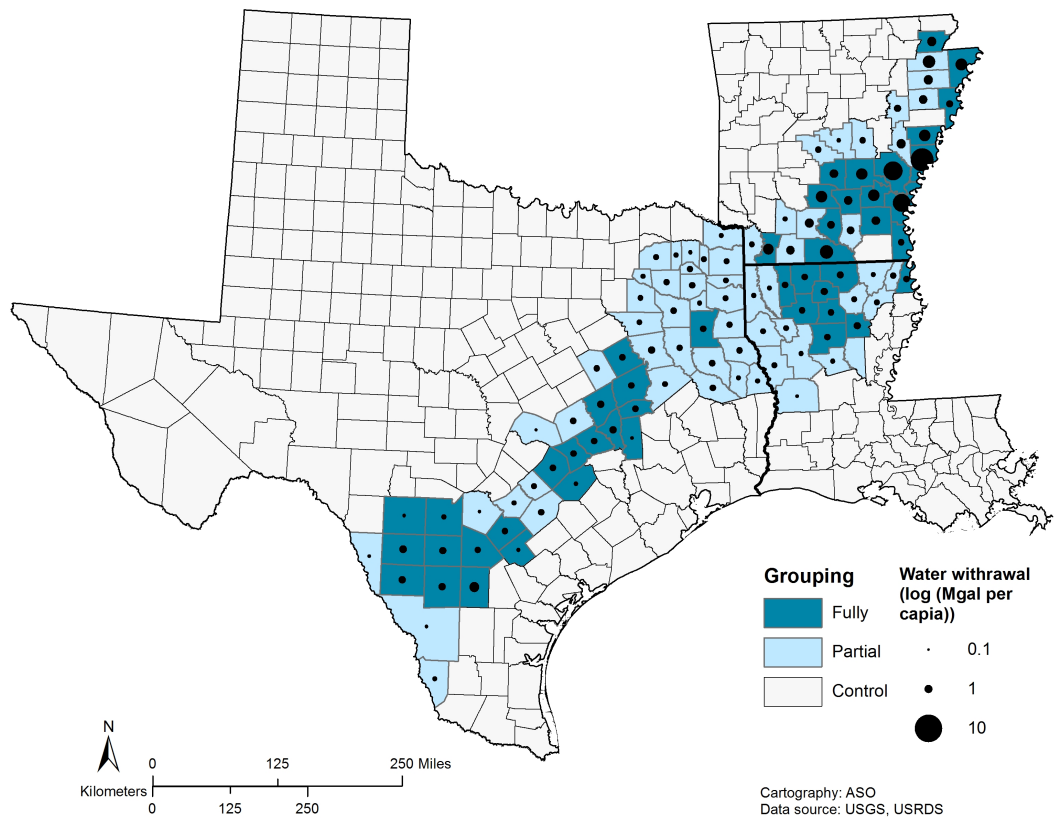 Grouping
Fully
Partial
Control
Water withrawal
(log (Mgal per
capia))
0.1
1
10
N
0 125 250 Miles
Kilometers
0 125 250
Cartography: ASO
Data source: USGS, USRDS